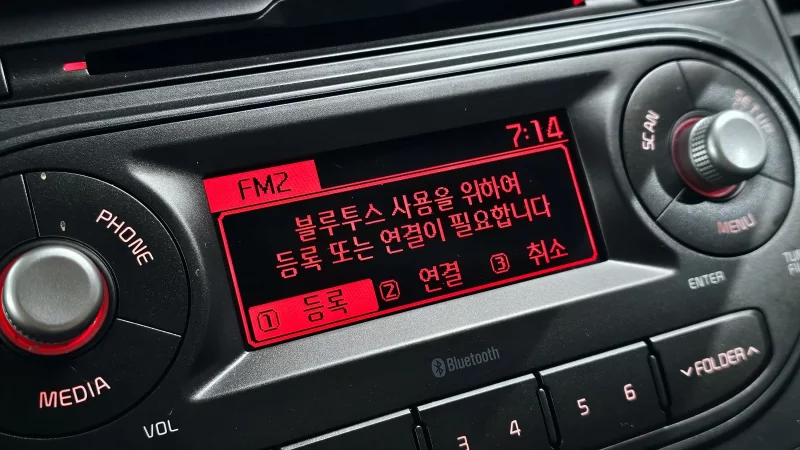 7:14
FM2
블루투스 사용을 위하여
등록 또는 연결이 필요합니다
1 등록 2 연결 3 취소
PHONE
MEDIA
VOL
SCAN
SETUP
MENU
ENTER
Bluetooth
3 4
5 6
FOLDER